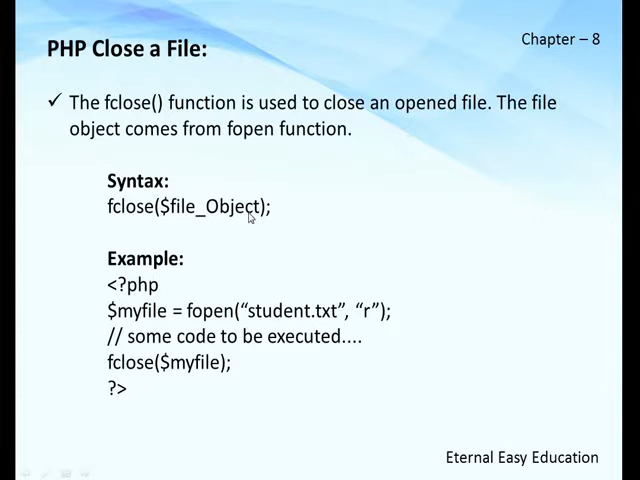 Chapter – 8
PHP Close a File:
✓ The fclose() function is used to close an opened file. The file
object comes from fopen function.
Syntax:
fclose($file_Object);
Example:
<?php
$myfile = fopen(“student.txt”, “r”);
// some code to be executed....
fclose($myfile);
?>
Eternal Easy Education